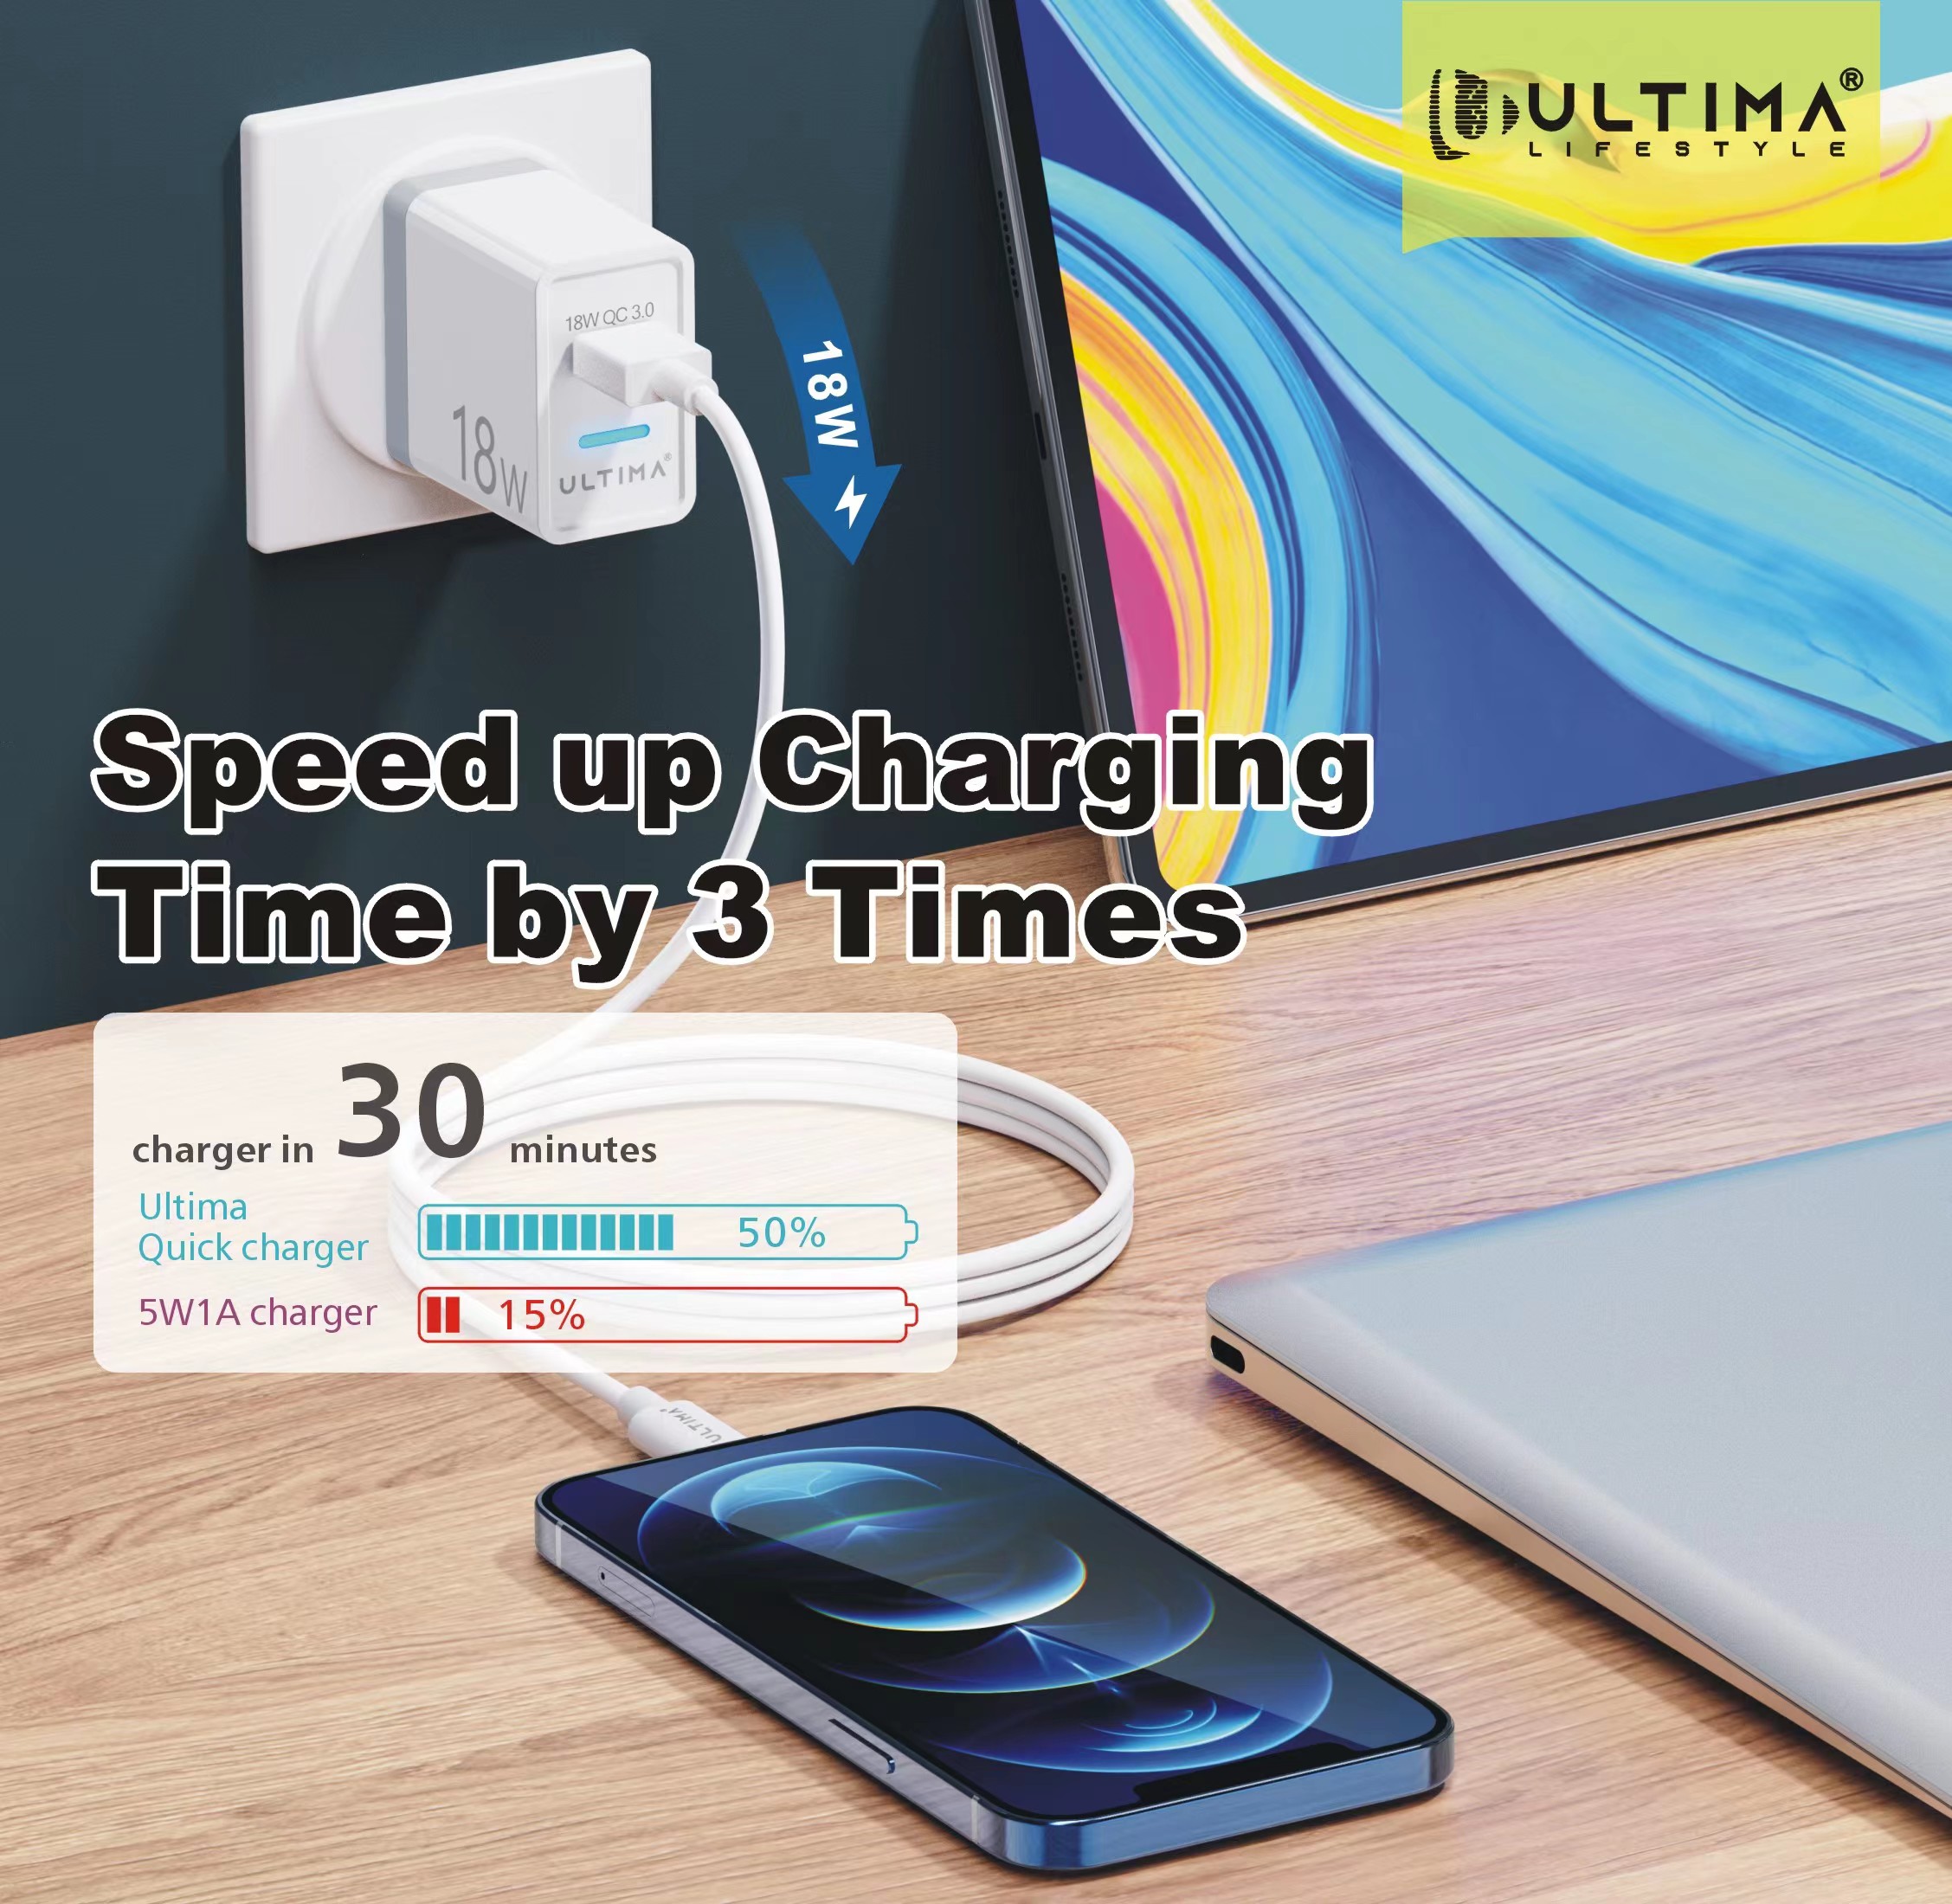 ULTIMA®
LIFESTYLE
18W QC 3.0
18W
ULTIMA®
18W
Speed up Charging
Time by 3 Times
charger in 30 minutes
Ultima
Quick charger
50%
5W1A charger
15%
ULTIMA®